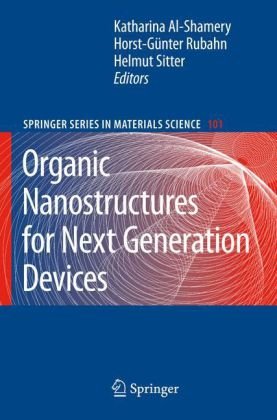 Katharina Al-Shamery
Horst-Günter Rubahn
Helmut Sitter
Editors
SPRINGER SERIES IN MATERIALS SCIENCE 101
Organic
Nanostructures
for Next Generation
Devices
Springer